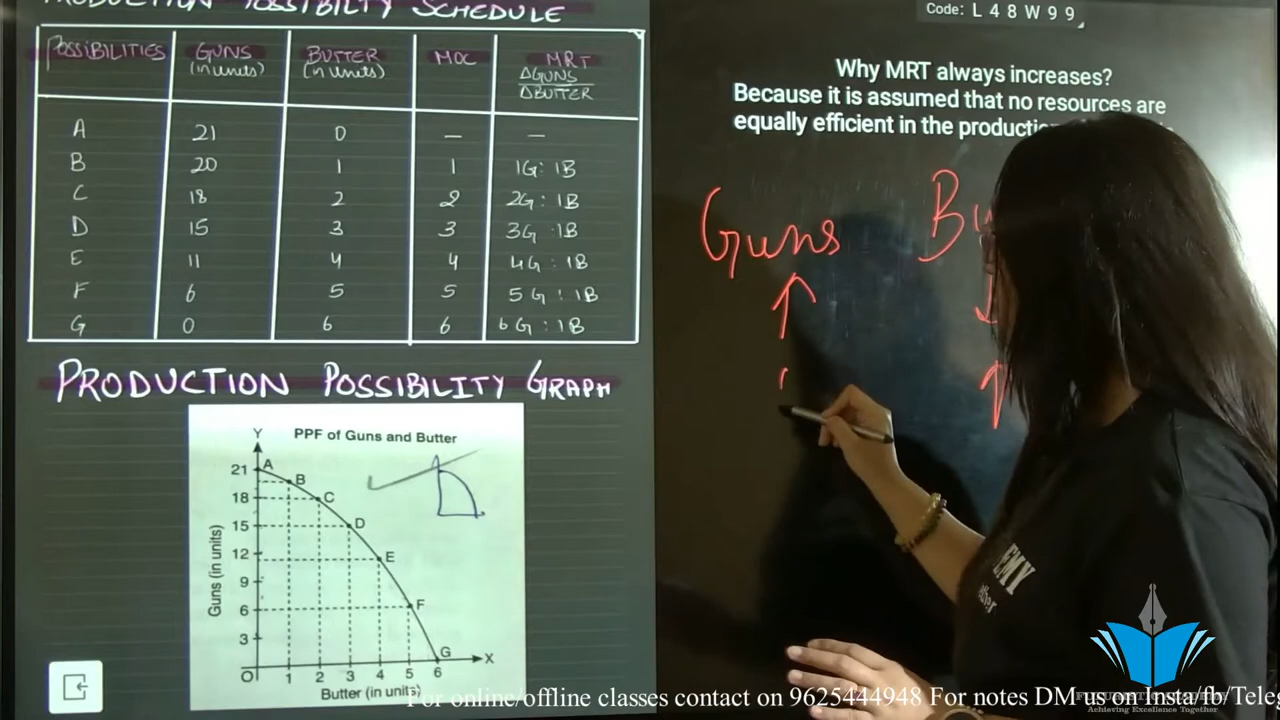 PRODUCTION POSSIBILTY SCHEDULE
POSSIBILITIES GUNS (in units) BUTTER (in units) MOC MRT ΔGUNS/ΔBUTTER
A 21 0 — —
B 20 1 1 1G : 1B
C 18 2 2 2G : 1B
D 15 3 3 3G : 1B
E 11 4 4 4G : 1B
F 6 5 5 5G : 1B
G 0 6 6 6G : 1B
PRODUCTION POSSIBILITY GRAPH
PPF of Guns and Butter
Y
21
18
15
12
9
6
3
O
1 2 3 4 5 6
X
A
B
C
D
E
F
G
Guns (in units)
Butter (in units)
Code: L 4 8 W 9 9
Why MRT always increases?
Because it is assumed that no resources are
equally efficient in the
Guns
EMY
For online/offline classes contact on 9625444948 For notes DM us on Insta/fb/Teleg
Achieving Excellence Together